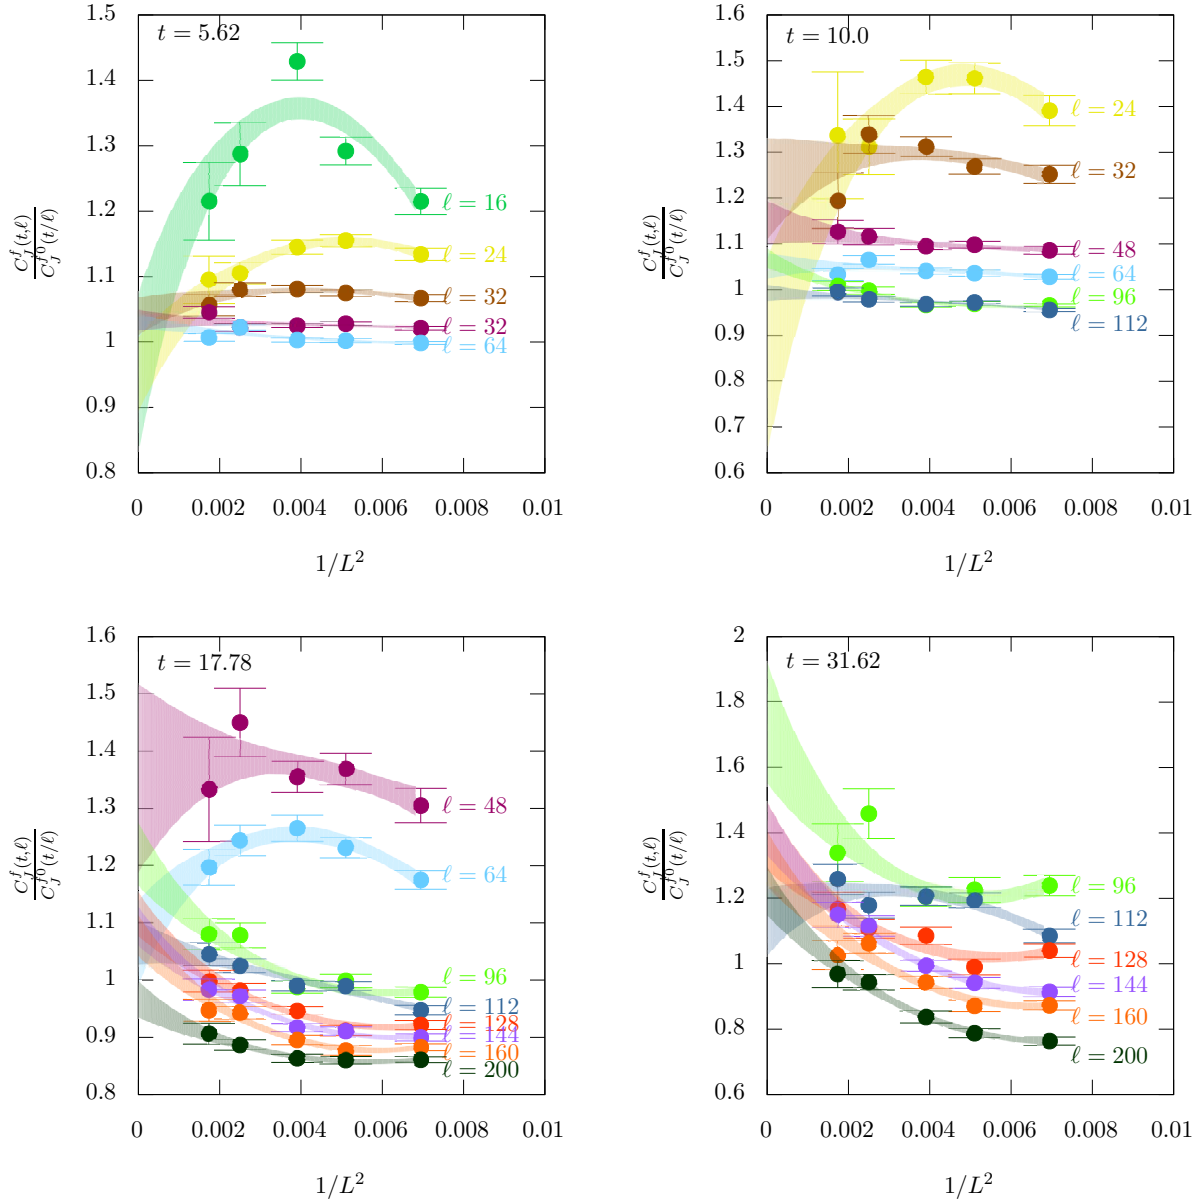 t = 5.62
1.5
1.4
1.3
1.2
1.1
1
0.9
0.8
C_J^f(t,ℓ)
C_J^{f0}(t/ℓ)
ℓ = 16
ℓ = 24
ℓ = 32
ℓ = 32
ℓ = 64
0 0.002 0.004 0.006 0.008 0.01
1/L²
t = 10.0
1.6
1.5
1.4
1.3
1.2
1.1
1
0.9
0.8
0.7
0.6
C_J^f(t,ℓ)
C_J^{f0}(t/ℓ)
ℓ = 24
ℓ = 32
ℓ = 48
ℓ = 64
ℓ = 96
ℓ = 112
0 0.002 0.004 0.006 0.008 0.01
1/L²
t = 17.78
1.6
1.5
1.4
1.3
1.2
1.1
1
0.9
0.8
C_J^f(t,ℓ)
C_J^{f0}(t/ℓ)
ℓ = 48
ℓ = 64
ℓ = 96
ℓ = 112
ℓ = 128
ℓ = 144
ℓ = 160
ℓ = 200
0 0.002 0.004 0.006 0.008 0.01
1/L²
t = 31.62
2
1.8
1.6
1.4
1.2
1
0.8
0.6
C_J^f(t,ℓ)
C_J^{f0}(t/ℓ)
ℓ = 96
ℓ = 112
ℓ = 128
ℓ = 144
ℓ = 160
ℓ = 200
0 0.002 0.004 0.006 0.008 0.01
1/L²